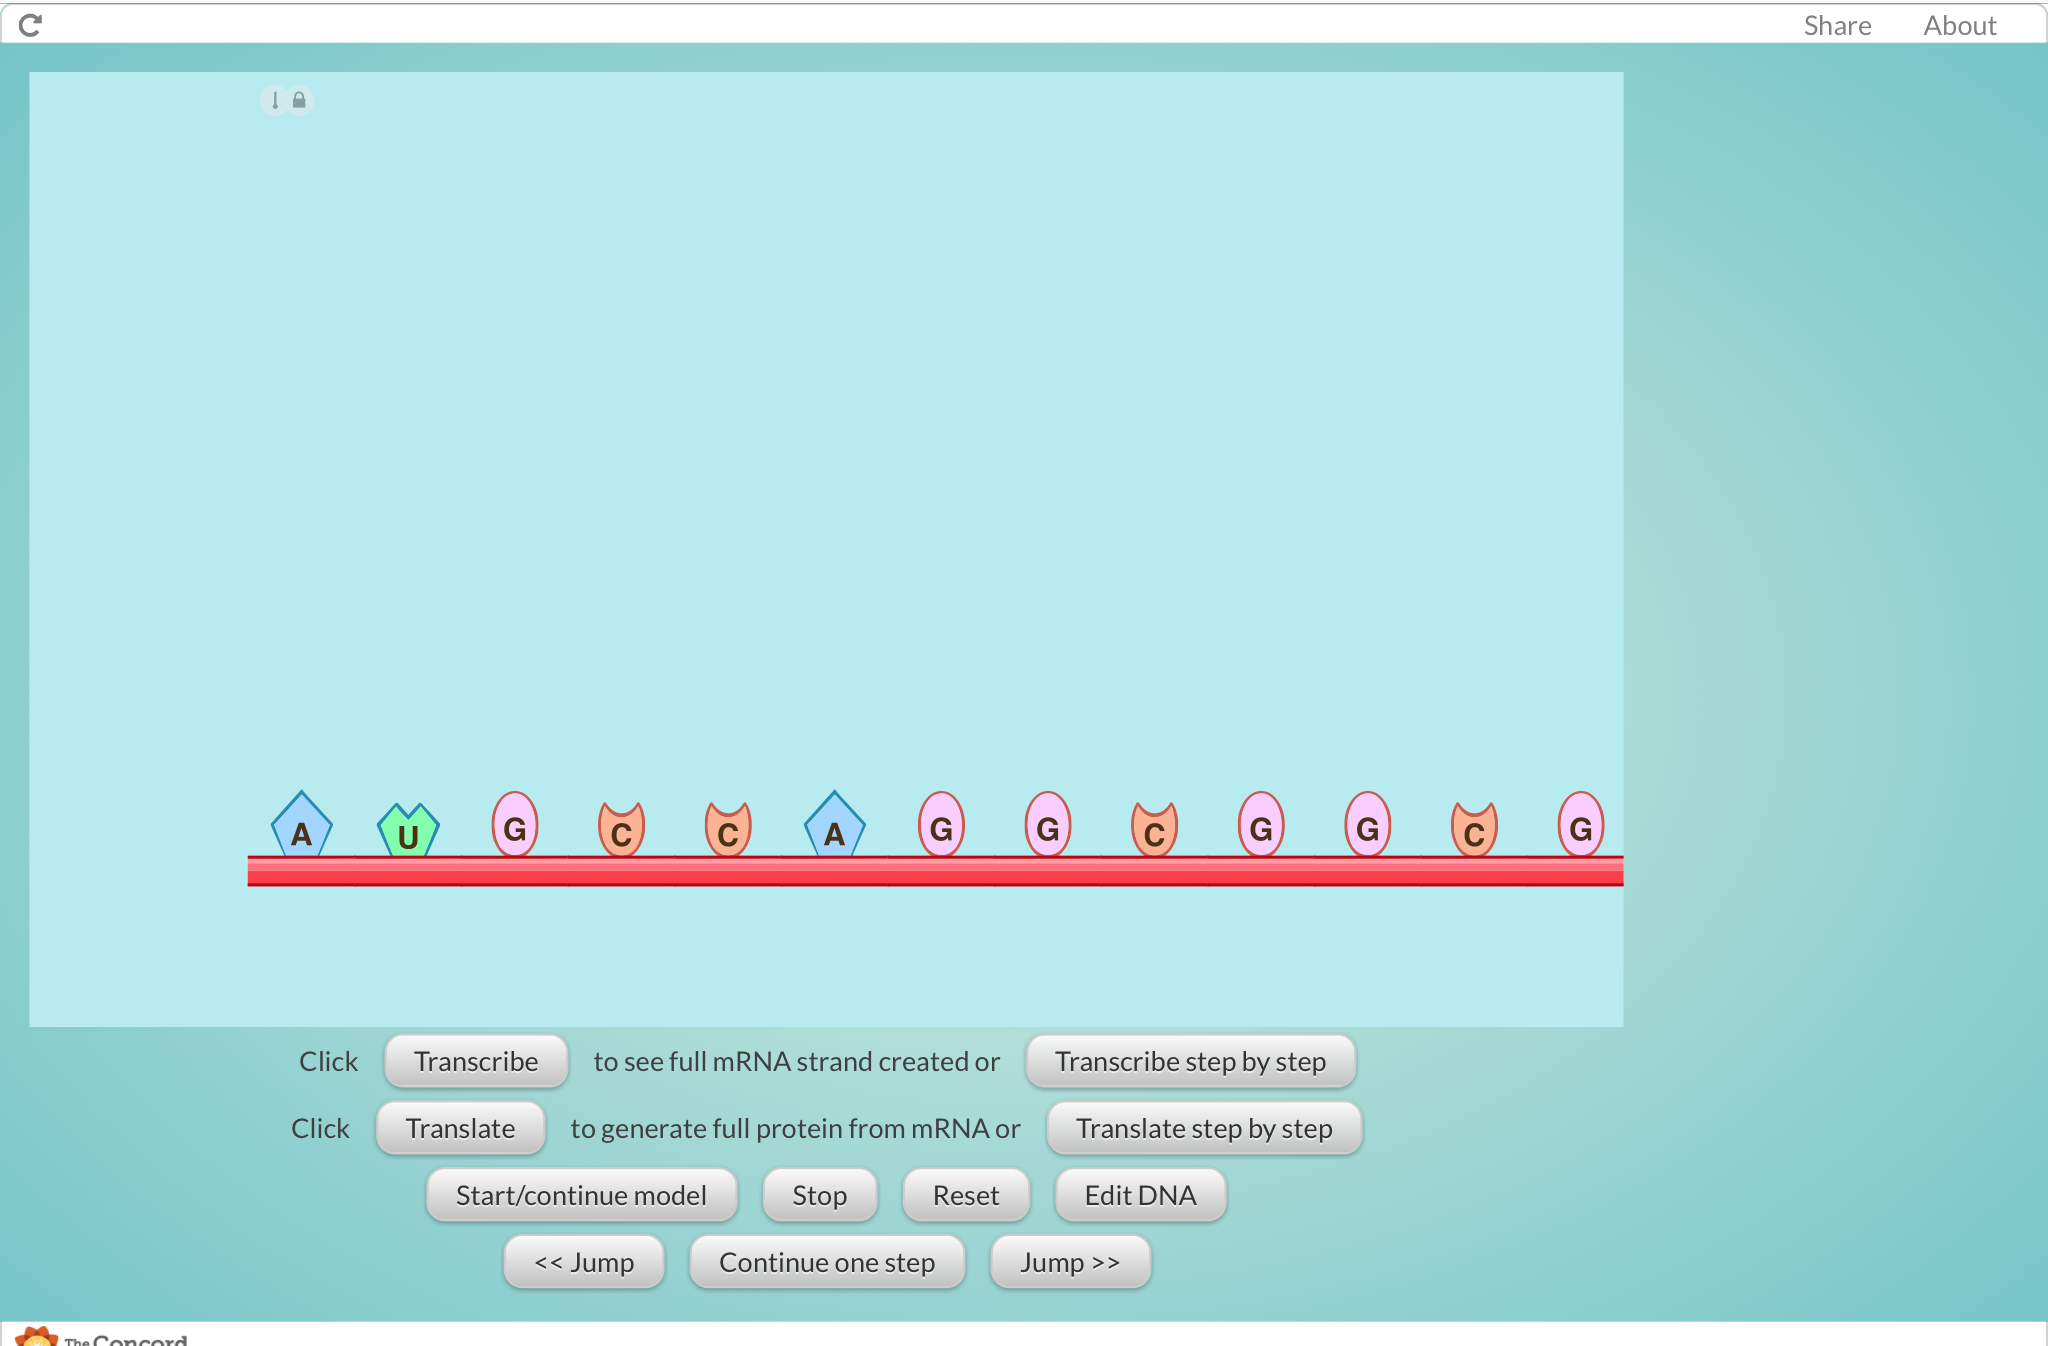 Share About
A U G C C A G G C G G C G
Click Transcribe to see full mRNA strand created or Transcribe step by step
Click Translate to generate full protein from mRNA or Translate step by step
Start/continue model Stop Reset Edit DNA
<< Jump Continue one step Jump >>
The Concord